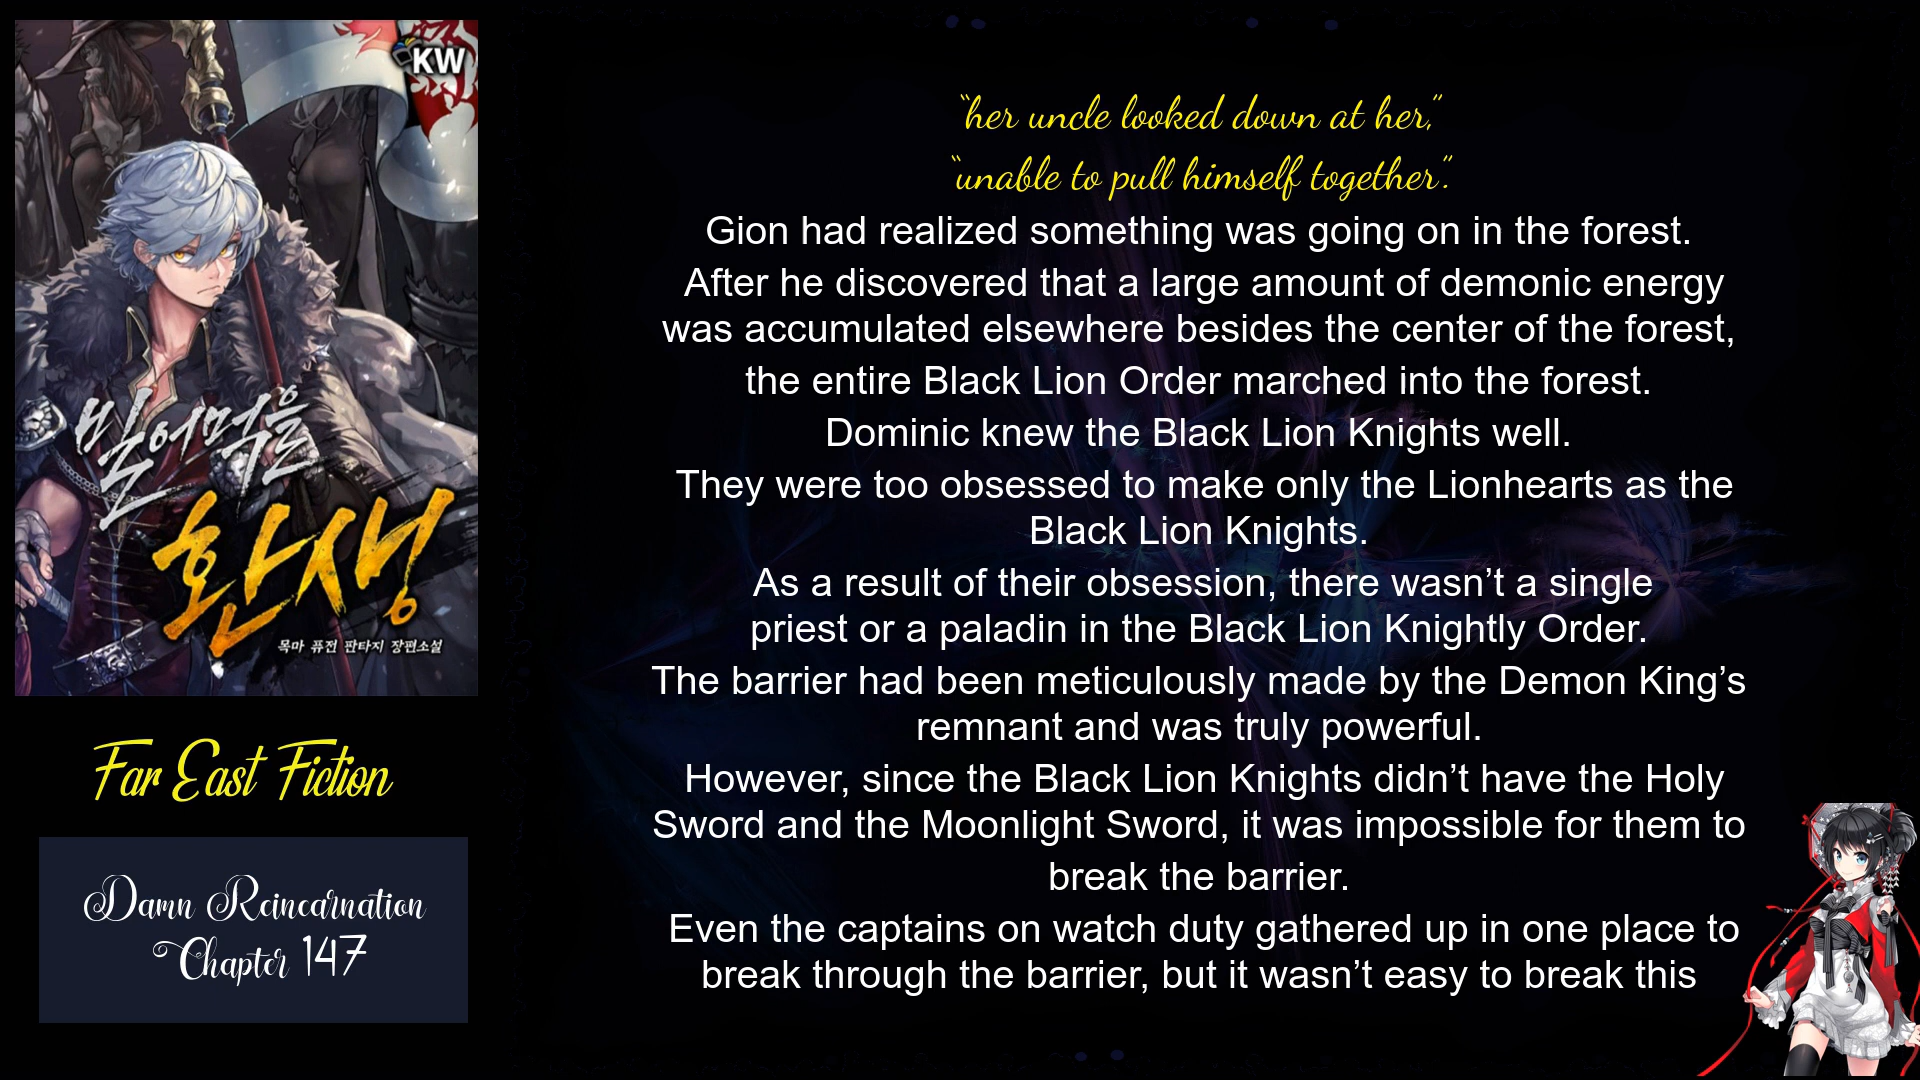 KW
빌어먹을
환생
목마 퓨전 판타지 장편소설
Far East Fiction
Damn Reincarnation
Chapter 147
“her uncle looked down at her,”
“unable to pull himself together”.
Gion had realized something was going on in the forest.
After he discovered that a large amount of demonic energy
was accumulated elsewhere besides the center of the forest,
the entire Black Lion Order marched into the forest.
Dominic knew the Black Lion Knights well.
They were too obsessed to make only the Lionhearts as the
Black Lion Knights.
As a result of their obsession, there wasn’t a single
priest or a paladin in the Black Lion Knightly Order.
The barrier had been meticulously made by the Demon King’s
remnant and was truly powerful.
However, since the Black Lion Knights didn’t have the Holy
Sword and the Moonlight Sword, it was impossible for them to
break the barrier.
Even the captains on watch duty gathered up in one place to
break through the barrier, but it wasn’t easy to break this